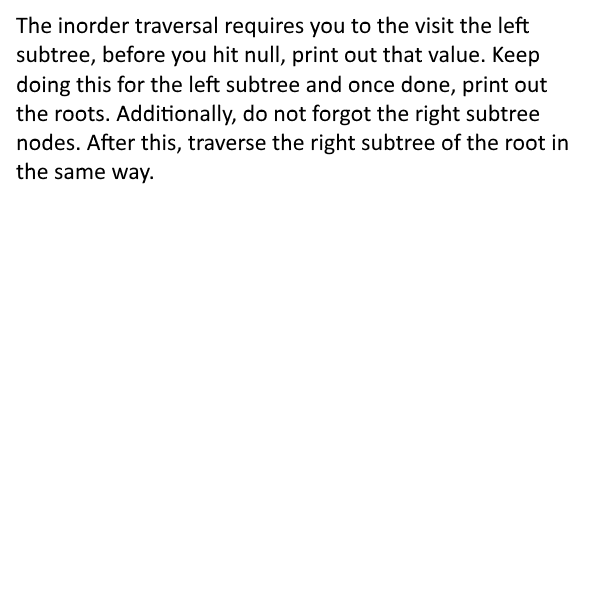 The inorder traversal requires you to the visit the left
subtree, before you hit null, print out that value. Keep
doing this for the left subtree and once done, print out
the roots. Additionally, do not forgot the right subtree
nodes. After this, traverse the right subtree of the root in
the same way.